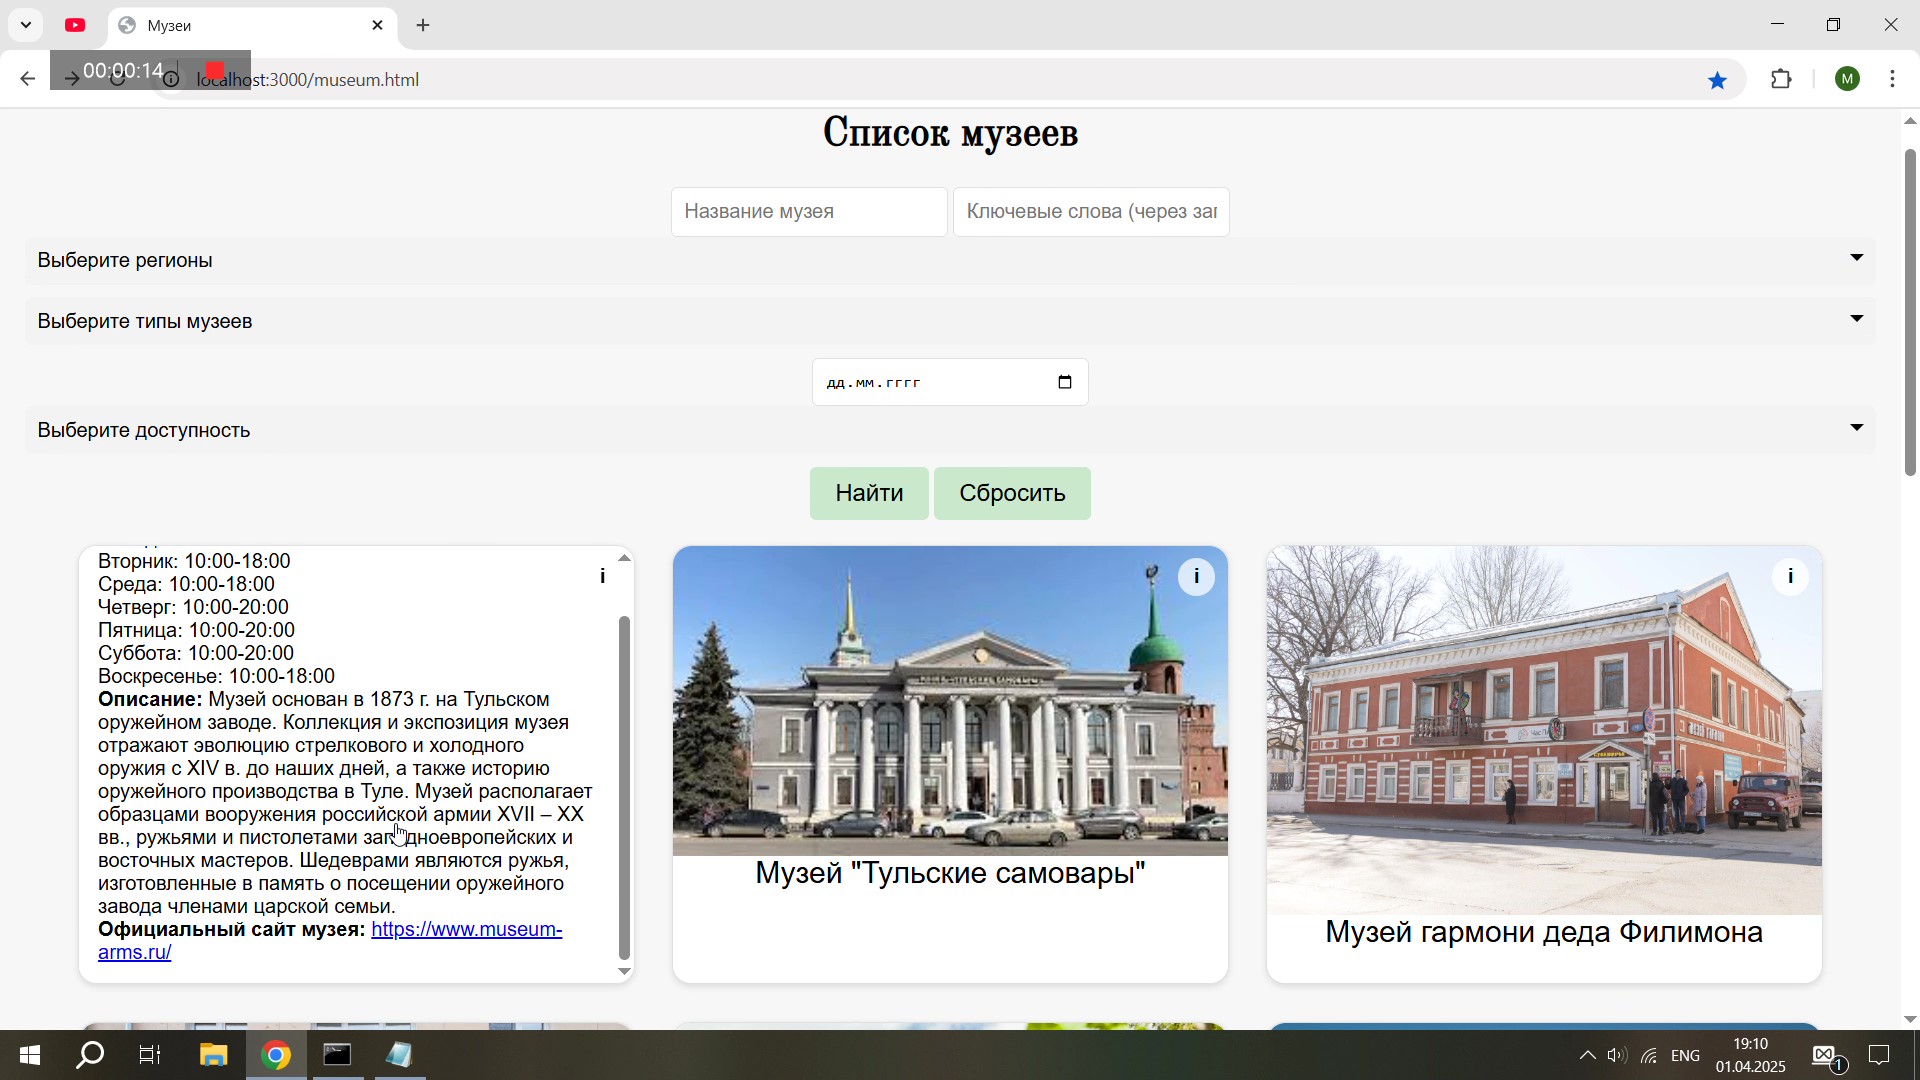 Музеи
00:00:14
localhost:3000/museum.html
M
Список музеев
Название музея
Ключевые слова (через зап
Выберите регионы
Выберите типы музеев
дд.мм.гггг
Выберите доступность
Найти
Сбросить
Вторник: 10:00-18:00
Среда: 10:00-18:00
Четверг: 10:00-20:00
Пятница: 10:00-20:00
Суббота: 10:00-20:00
Воскресенье: 10:00-18:00
Описание: Музей основан в 1873 г. на Тульском
оружейном заводе. Коллекция и экспозиция музея
отражают эволюцию стрелкового и холодного
оружия с XIV в. до наших дней, а также историю
оружейного производства в Туле. Музей располагает
образцами вооружения российской армии XVII – XX
вв., ружьями и пистолетами западноевропейских и
восточных мастеров. Шедеврами являются ружья,
изготовленные в память о посещении оружейного
завода членами царской семьи.
Официальный сайт музея: https://www.museum-
arms.ru/
i
i
Музей "Тульские самовары"
i
Музей гармони деда Филимона
ENG
19:10
01.04.2025
1